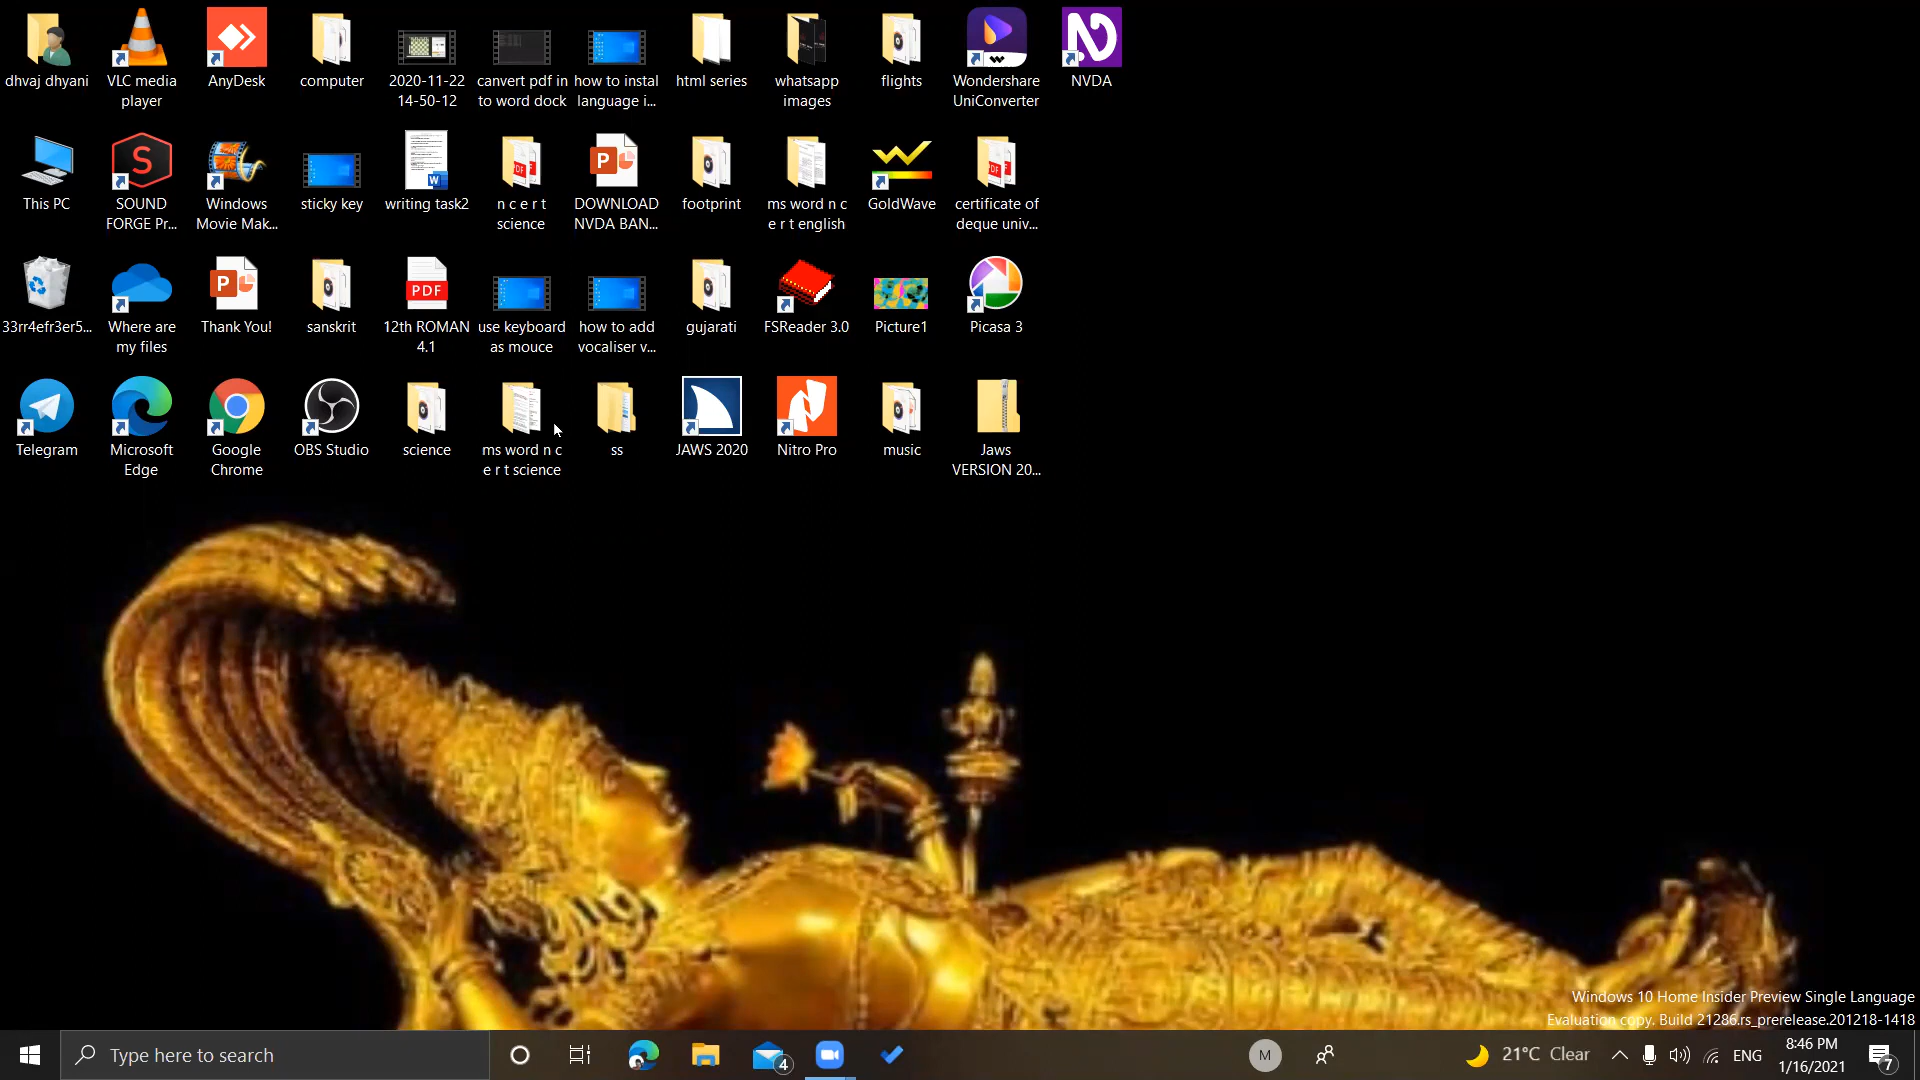 dhvaj dhyani
VLC media
player
AnyDesk
computer
2020-11-22
14-50-12
canvert pdf in
to word dock
how to instal
language i...
html series
whatsapp
images
flights
Wondershare
UniConverter
NVDA
This PC
SOUND
FORGE Pr...
Windows
Movie Mak...
sticky key
writing task2
n c e r t
science
DOWNLOAD
NVDA BAN...
footprint
ms word n c
e r t english
GoldWave
certificate of
deque univ...
33rr4efr3er5...
Where are
my files
Thank You!
sanskrit
PDF
12th ROMAN
4.1
use keyboard
as mouce
how to add
vocaliser v...
gujarati
FSReader 3.0
Picture1
Picasa 3
Telegram
Microsoft
Edge
Google
Chrome
OBS Studio
science
ms word n c
e r t science
ss
JAWS 2020
Nitro Pro
music
Jaws
VERSION 20...
Windows 10 Home Insider Preview Single Language
Evaluation copy. Build 21286.rs_prerelease.201218-1418
Type here to search
4
M
21°C Clear
ENG
8:46 PM
1/16/2021
7